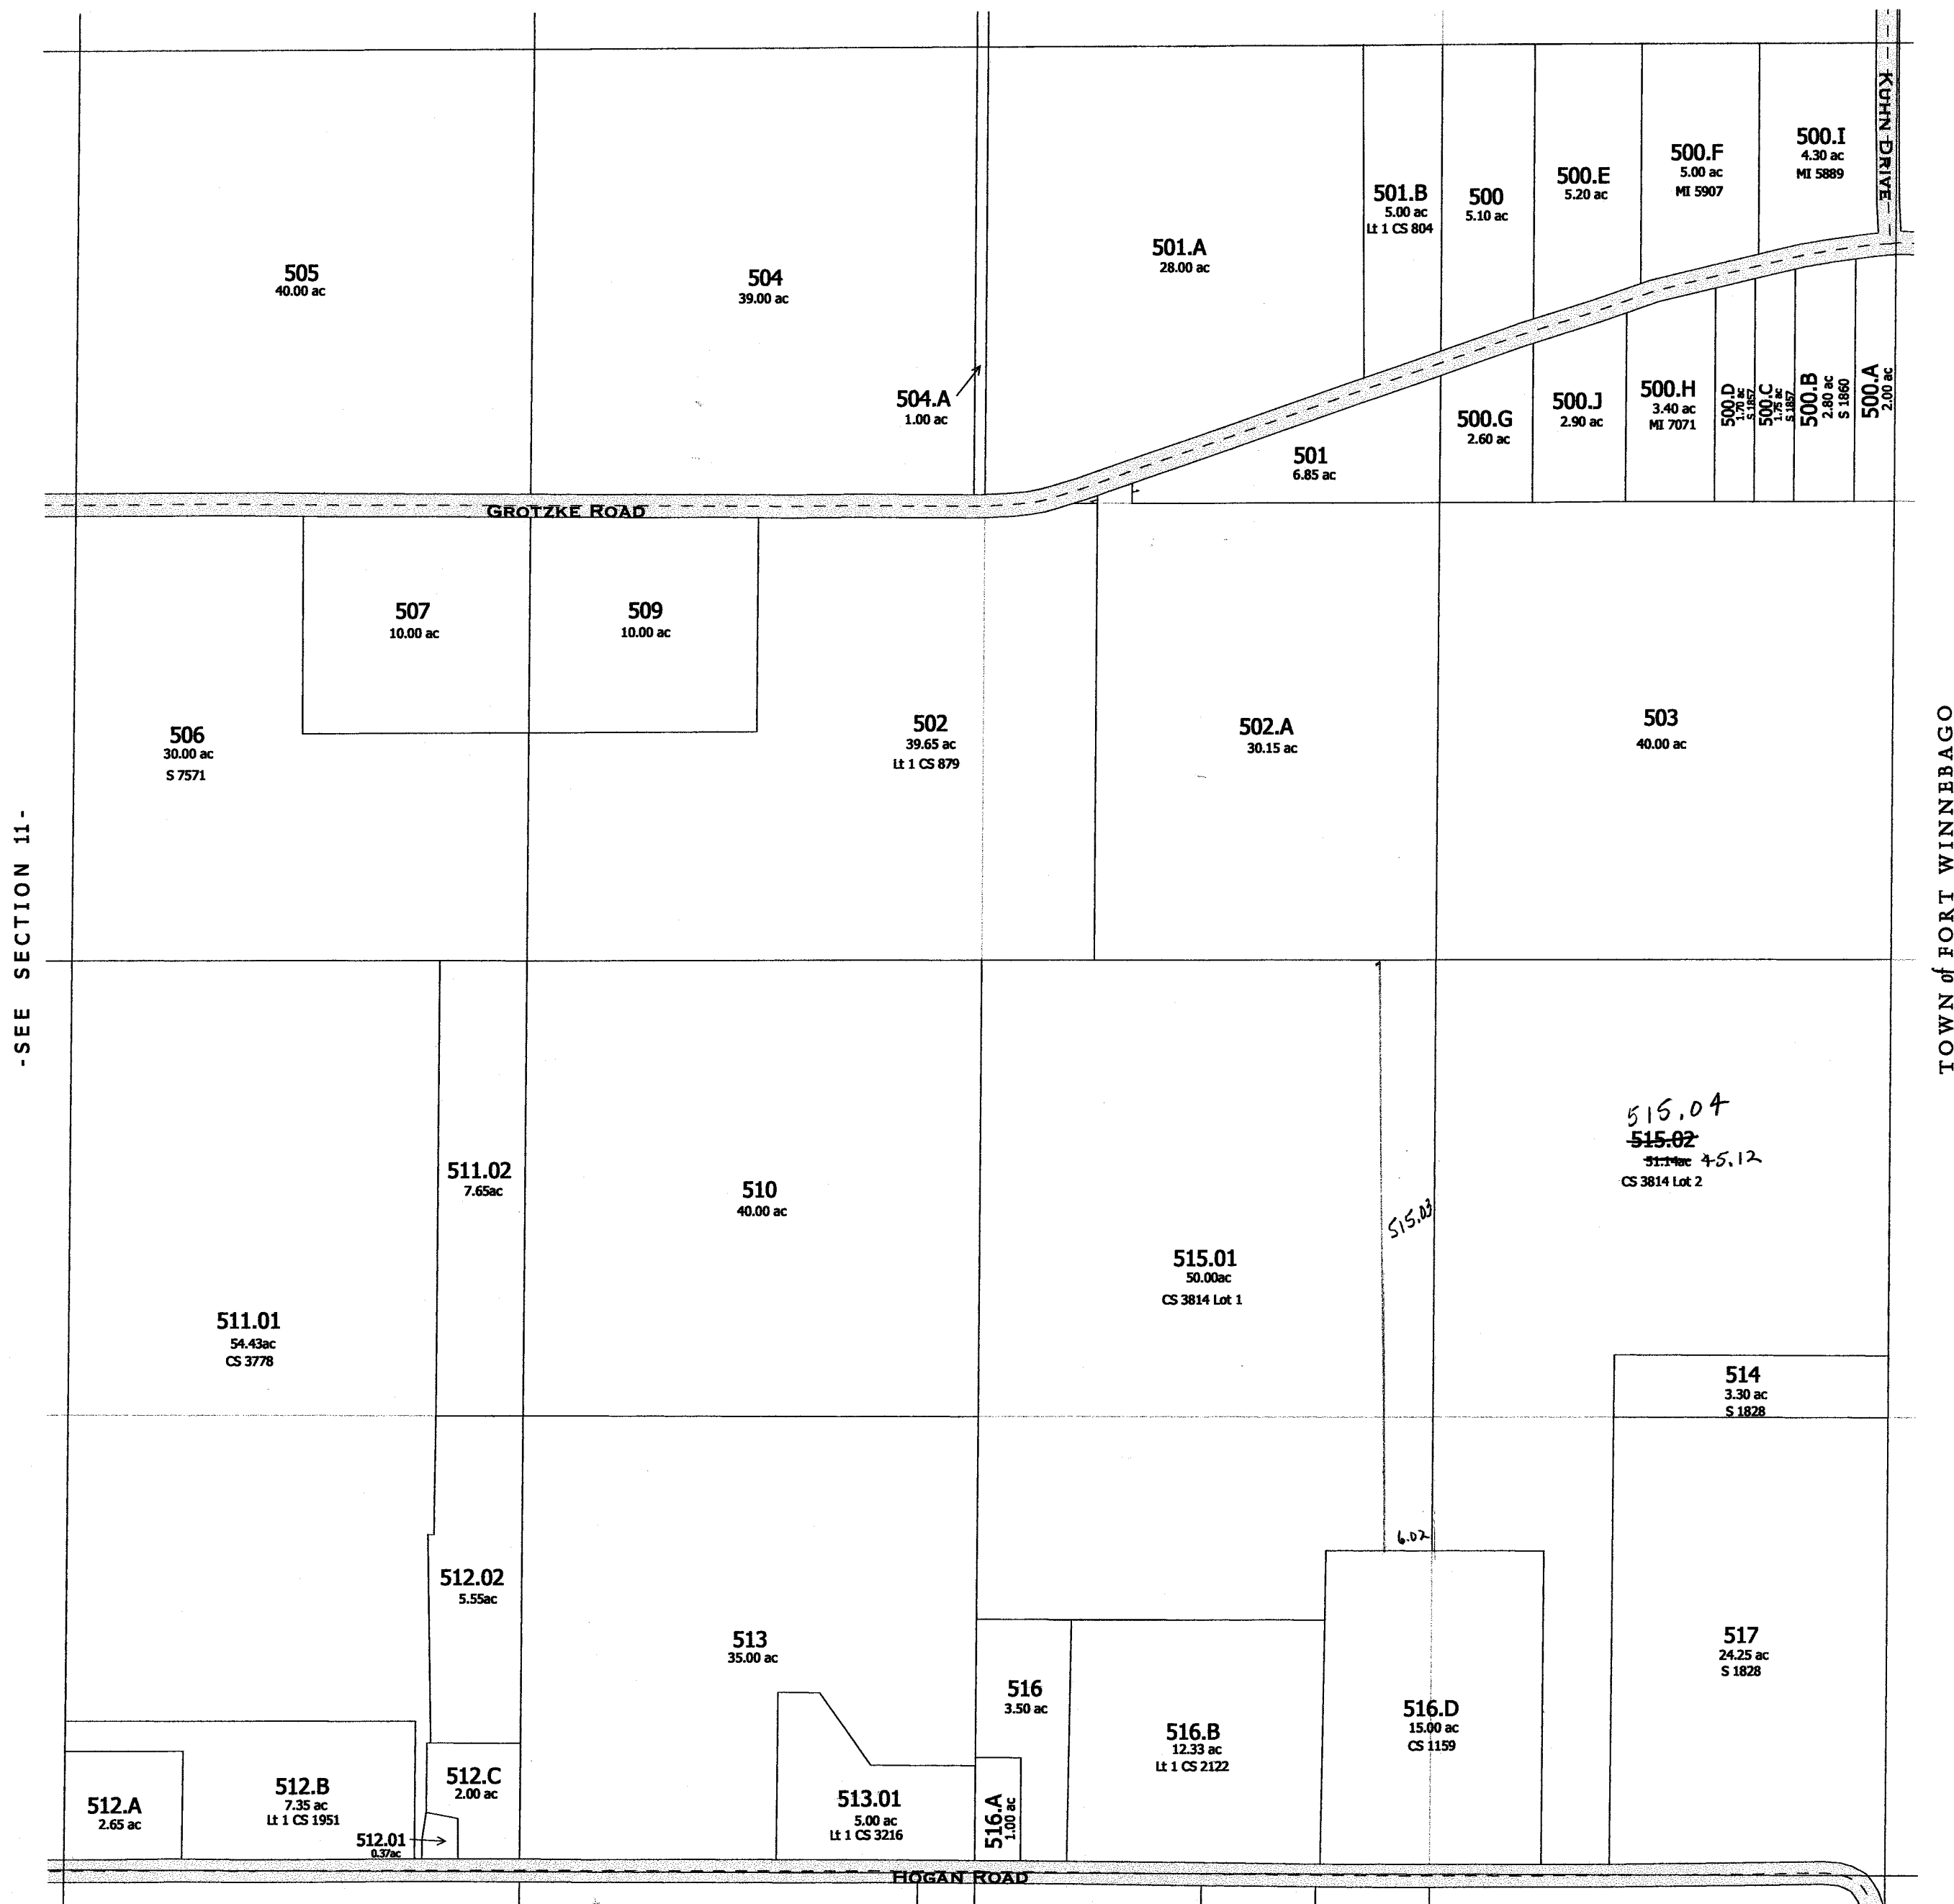 KUHN DRIVE
505
40.00 ac
504
39.00 ac
504.A
1.00 ac
501.A
28.00 ac
501.B
5.00 ac
Lt 1 CS 804
500
5.10 ac
500.E
5.20 ac
500.F
5.00 ac
MI 5907
500.I
4.30 ac
MI 5889
501
6.85 ac
500.G
2.60 ac
500.J
2.90 ac
500.H
3.40 ac
MI 7071
500.D
1.70 ac
S 1857
500.C
1.75 ac
S 1857
500.B
2.80 ac
S 1860
500.A
2.00 ac
GROTZKE ROAD
507
10.00 ac
509
10.00 ac
506
30.00 ac
S 7571
502
39.65 ac
Lt 1 CS 879
502.A
30.15 ac
503
40.00 ac
-SEE SECTION 11-
TOWN of FORT WINNEBAGO
511.02
7.65ac
510
40.00 ac
511.01
54.43ac
CS 3778
515.01
50.00ac
CS 3814 Lot 1
515.03
6.02
515.04
515.02
51.14ac 45.12
CS 3814 Lot 2
514
3.30 ac
S 1828
512.02
5.55ac
513
35.00 ac
516
3.50 ac
516.B
12.33 ac
Lt 1 CS 2122
516.D
15.00 ac
CS 1159
517
24.25 ac
S 1828
512.A
2.65 ac
512.B
7.35 ac
Lt 1 CS 1951
512.C
2.00 ac
512.01
0.37ac
513.01
5.00 ac
Lt 1 CS 3216
516.A
1.00 ac
HOGAN ROAD